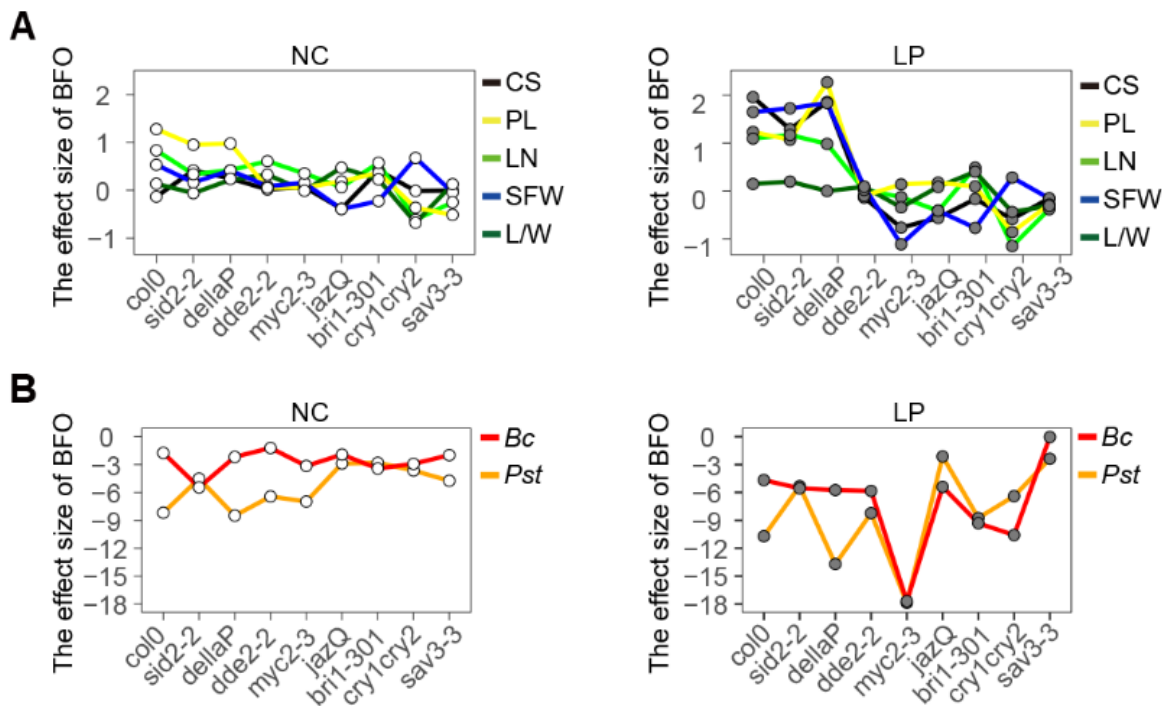 A
NC
The effect size of BFO
2
1
0
−1
col0
sid2-2
dellaP
dde2-2
myc2-3
jazQ
bri1-301
cry1cry2
sav3-3
CS
PL
LN
SFW
L/W
LP
The effect size of BFO
2
1
0
−1
col0
sid2-2
dellaP
dde2-2
myc2-3
jazQ
bri1-301
cry1cry2
sav3-3
CS
PL
LN
SFW
L/W
B
NC
The effect size of BFO
0
−3
−6
−9
−12
−15
−18
col0
sid2-2
dellaP
dde2-2
myc2-3
jazQ
bri1-301
cry1cry2
sav3-3
Bc
Pst
LP
The effect size of BFO
0
−3
−6
−9
−12
−15
−18
col0
sid2-2
dellaP
dde2-2
myc2-3
jazQ
bri1-301
cry1cry2
sav3-3
Bc
Pst